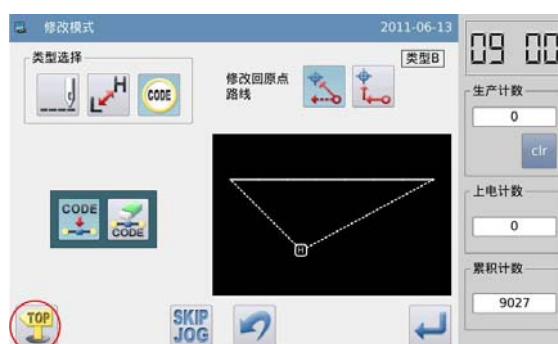 修改模式
2011-06-13
类型选择
L H
CODE
修改回原点
路线
类型B
CODE
CODE
H
TOP
SKIP
JOG
09 00
生产计数
0
clr
上电计数
0
累积计数
9027